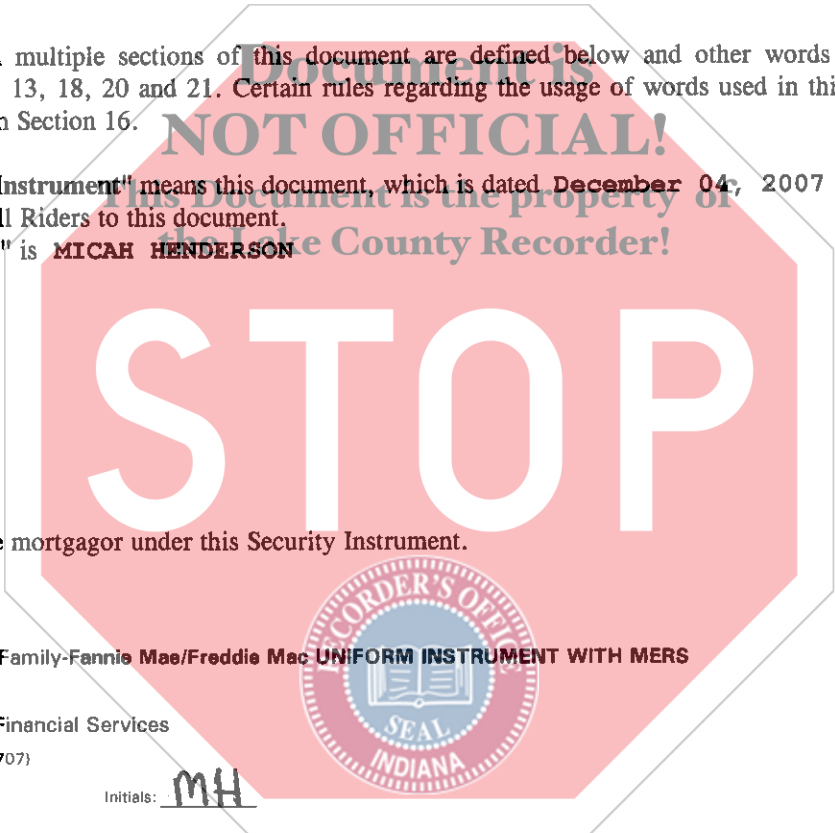 multiple sections of this document are defined below and other words
13, 18, 20 and 21. Certain rules regarding the usage of words used in thi
n Section 16.
Document is
NOT OFFICIAL!
This Document is the property of
the Lake County Recorder!
Instrument" means this document, which is dated December 04, 2007
ll Riders to this document.
" is MICAH HENDERSON
STOP
e mortgagor under this Security Instrument.
RECORDER'S OFFICE
SEAL
INDIANA
Family-Fannie Mae/Freddie Mac UNIFORM INSTRUMENT WITH MERS
Financial Services
707)
Initials: MH